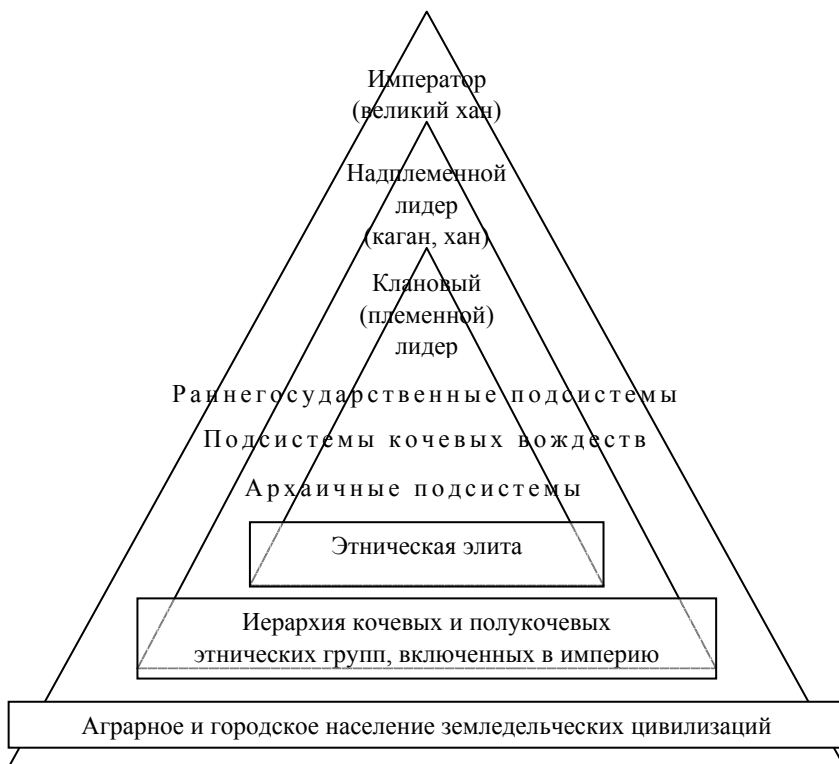 Император
(великий хан)
Надплеменной
лидер
(каган, хан)
Клановый
(племенной)
лидер
Раннегосударственные подсистемы
Подсистемы кочевых вождеств
Архаичные подсистемы
Этническая элита
Иерархия кочевых и полукочевых
этнических групп, включенных в империю
Аграрное и городское население земледельческих цивилизаций